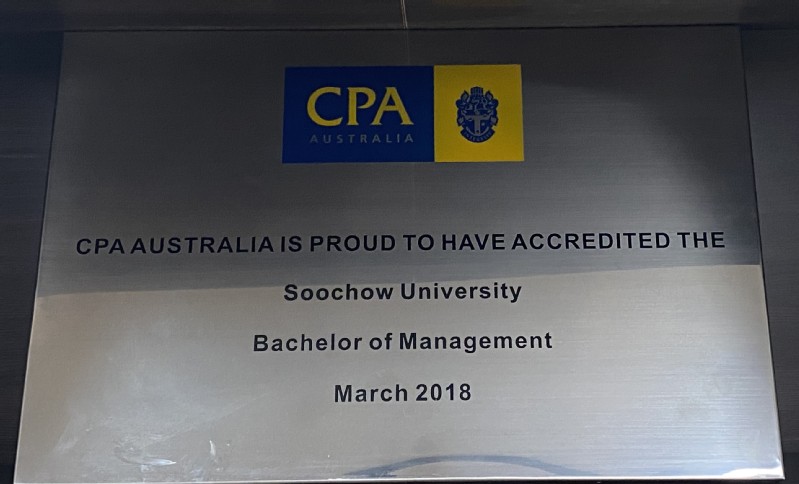 CPA
AUSTRALIA
CPA AUSTRALIA IS PROUD TO HAVE ACCREDITED THE
Soochow University
Bachelor of Management
March 2018